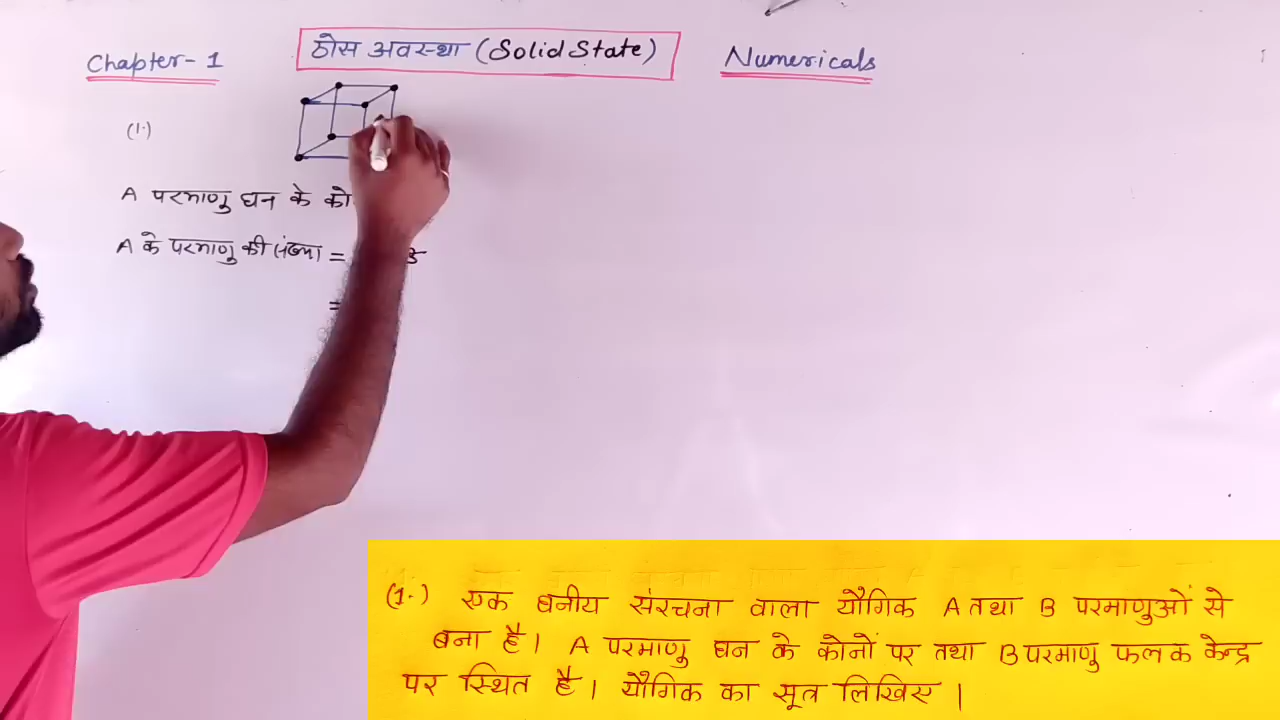 Chapter-1
ठोस अवस्था (Solid State)
Numericals
(1.)
A परमाणु घन के
A के परमाणु की संख्या =
=
(1.) एक घनीय संरचना वाला यौगिक A तथा B परमाणुओं से
बना है। A परमाणु घन के कोनों पर तथा B परमाणु फलक केन्द्र
पर स्थित है। यौगिक का सूत्र लिखिए।